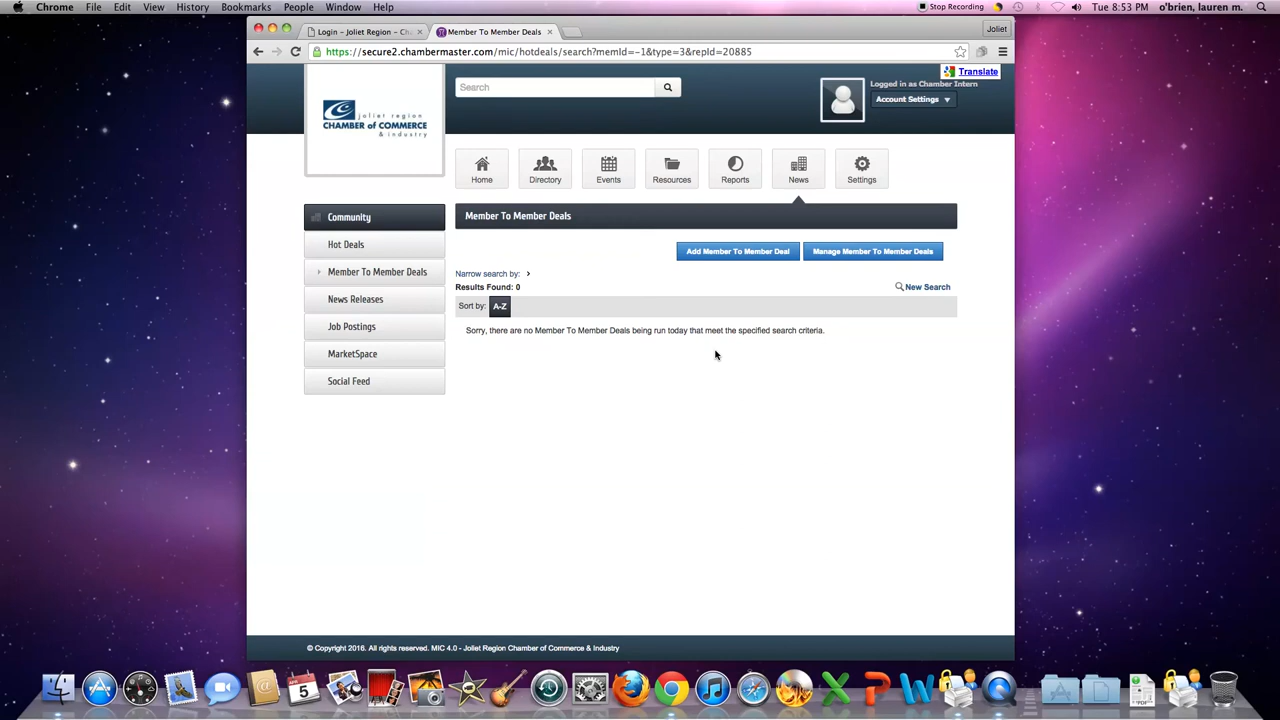 Chrome File Edit View History Bookmarks People Window Help Stop Recording Tue 8:53 PM o'brien, lauren m.
Login - Joliet Region - Ch Member To Member Deals Joliet
https://secure2.chambermaster.com/mic/hotdeals/search?memId=-1&type=3&repId=20885
Translate
joliet region
CHAMBER of COMMERCE
& industry
Search
Logged in as Chamber Intern
Account Settings
Home Directory Events Resources Reports News Settings
Community
Hot Deals
Member To Member Deals
News Releases
Job Postings
MarketSpace
Social Feed
Member To Member Deals
Add Member To Member Deal Manage Member To Member Deals
Narrow search by:
Results Found: 0 New Search
Sort by: A-Z
Sorry, there are no Member To Member Deals being run today that meet the specified search criteria.
© Copyright 2016. All rights reserved. MIC 4.0 - Joliet Region Chamber of Commerce & Industry
5